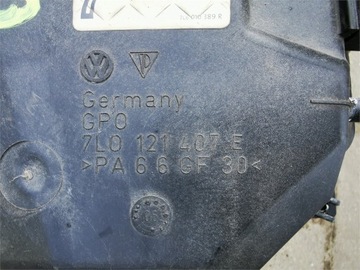 Germany
GPO
7L0 121 407 E
>PA 6.6 GF 30<